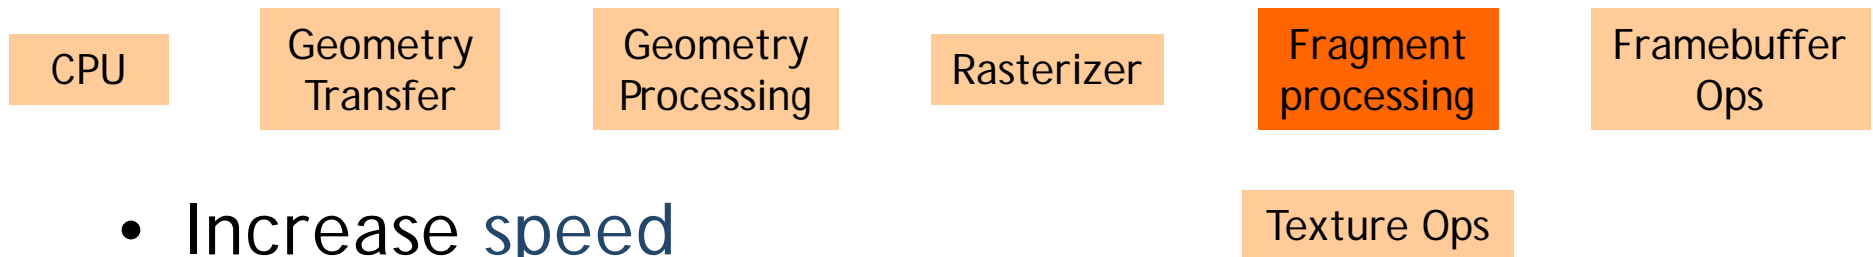 CPU
Geometry
Transfer
Geometry
Processing
Rasterizer
Fragment
processing
Framebuffer
Ops
Texture Ops
• Increase speed